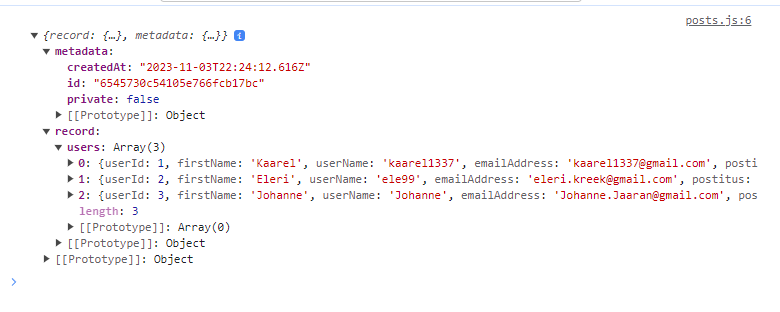 posts.js:6
▼ {record: {…}, metadata: {…}} i
▼ metadata:
createdAt: "2023-11-03T22:24:12.616Z"
id: "6545730c54105e766fcb17bc"
private: false
▶ [[Prototype]]: Object
▼ record:
▼ users: Array(3)
▶ 0: {userId: 1, firstName: 'Kaarel', userName: 'kaarel1337', emailAddress: 'kaarel1337@gmail.com', posti
▶ 1: {userId: 2, firstName: 'Eleri', userName: 'ele99', emailAddress: 'eleri.kreek@gmail.com', postitus:
▶ 2: {userId: 3, firstName: 'Johanne', userName: 'Johanne', emailAddress: 'Johanne.Jaaran@gmail.com', pos
length: 3
▶ [[Prototype]]: Array(0)
▶ [[Prototype]]: Object
▶ [[Prototype]]: Object
>